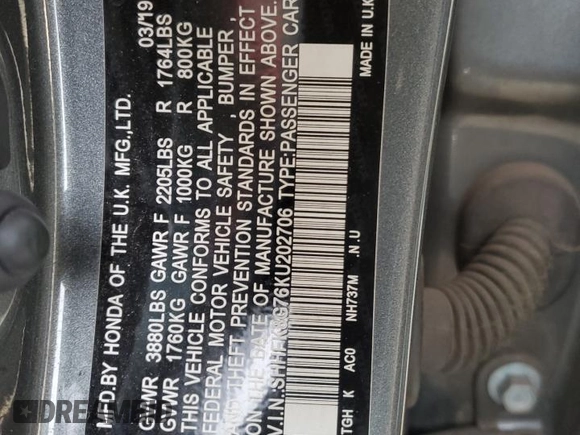 MFD.BY HONDA OF THE U.K. MFG.,LTD. 03/19
GVWR 3880LBS GAWR F 2205LBS R 1764LBS
GVWR 1760KG GAWR F 1000KG R 800KG
THIS VEHICLE CONFORMS TO ALL APPLICABLE
FEDERAL MOTOR VEHICLE SAFETY , BUMPER ,
AND THEFT PREVENTION STANDARDS IN EFFECT
ON THE DATE OF MANUFACTURE SHOWN ABOVE.
V.I.N. TYPE:PASSENGER CAR
TGH K AC0 NH737M .N.U MADE IN U.K